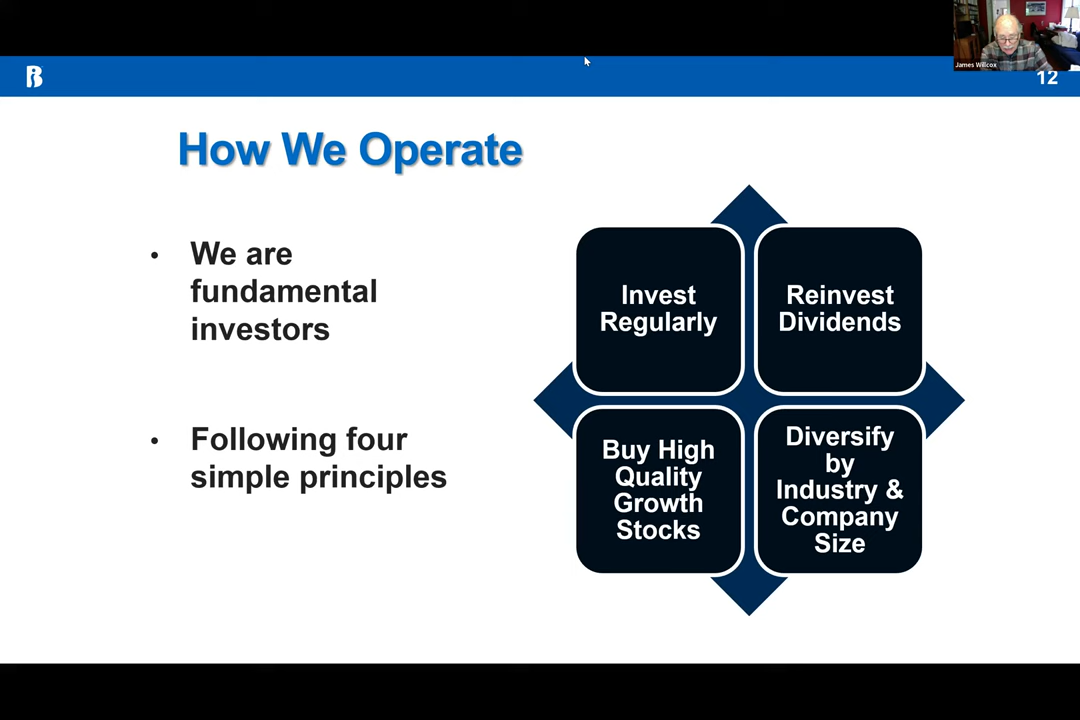 James Willcox
12
How We Operate
• We are
fundamental
investors
• Following four
simple principles
Invest
Regularly
Reinvest
Dividends
Buy High
Quality
Growth
Stocks
Diversify
by
Industry &
Company
Size